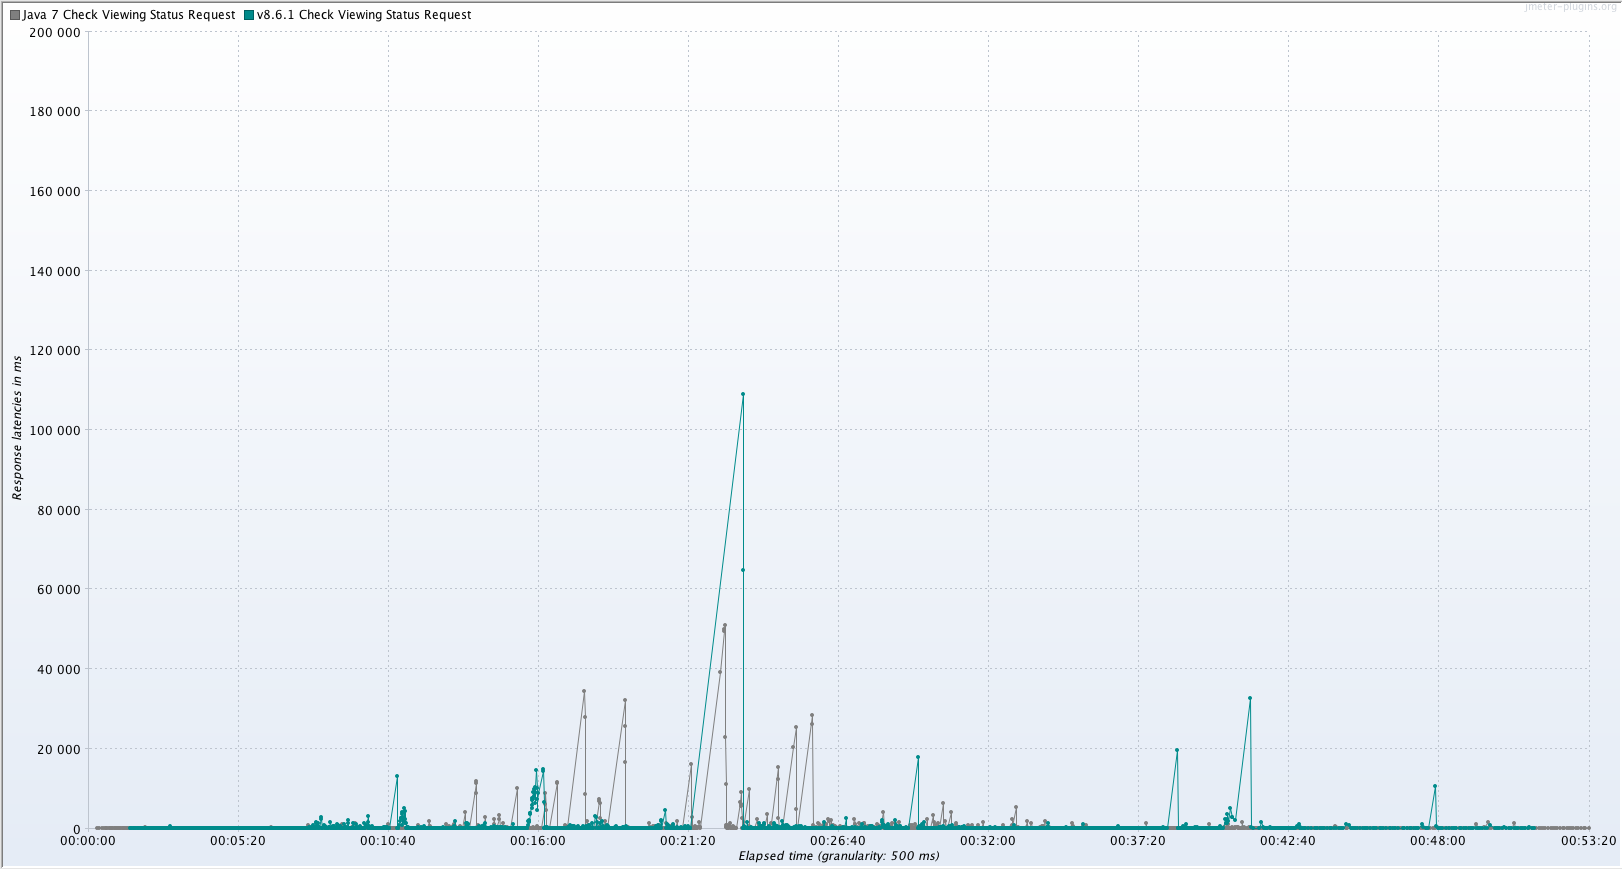 Java 7 Check Viewing Status Request v8.6.1 Check Viewing Status Request
jmeter-plugins.org
200 000
180 000
160 000
140 000
120 000
100 000
80 000
60 000
40 000
20 000
0
Response latencies in ms
00:00:00 00:05:20 00:10:40 00:16:00 00:21:20 00:26:40 00:32:00 00:37:20 00:42:40 00:48:00 00:53:20
Elapsed time (granularity: 500 ms)